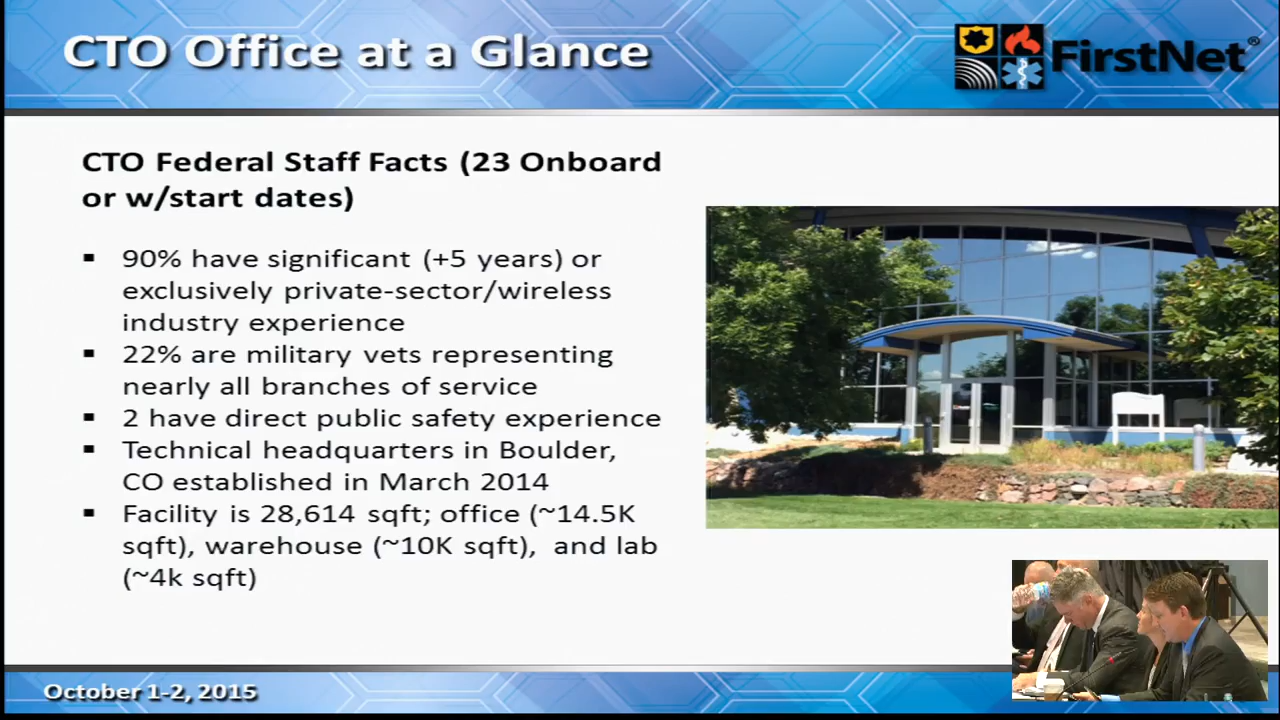 CTO Office at a Glance
FirstNet®
CTO Federal Staff Facts (23 Onboard
or w/start dates)
▪ 90% have significant (+5 years) or
exclusively private-sector/wireless
industry experience
▪ 22% are military vets representing
nearly all branches of service
▪ 2 have direct public safety experience
▪ Technical headquarters in Boulder,
CO established in March 2014
▪ Facility is 28,614 sqft; office (~14.5K
sqft), warehouse (~10K sqft),  and lab
(~4k sqft)
October 1-2, 2015